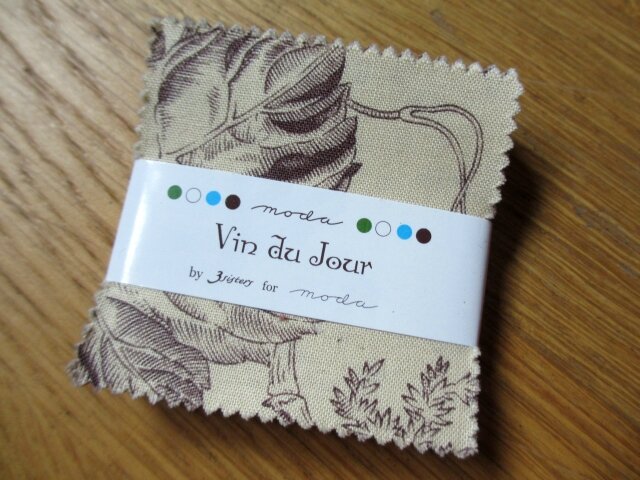 moda
Vin du Jour
by 3 sisters for moda